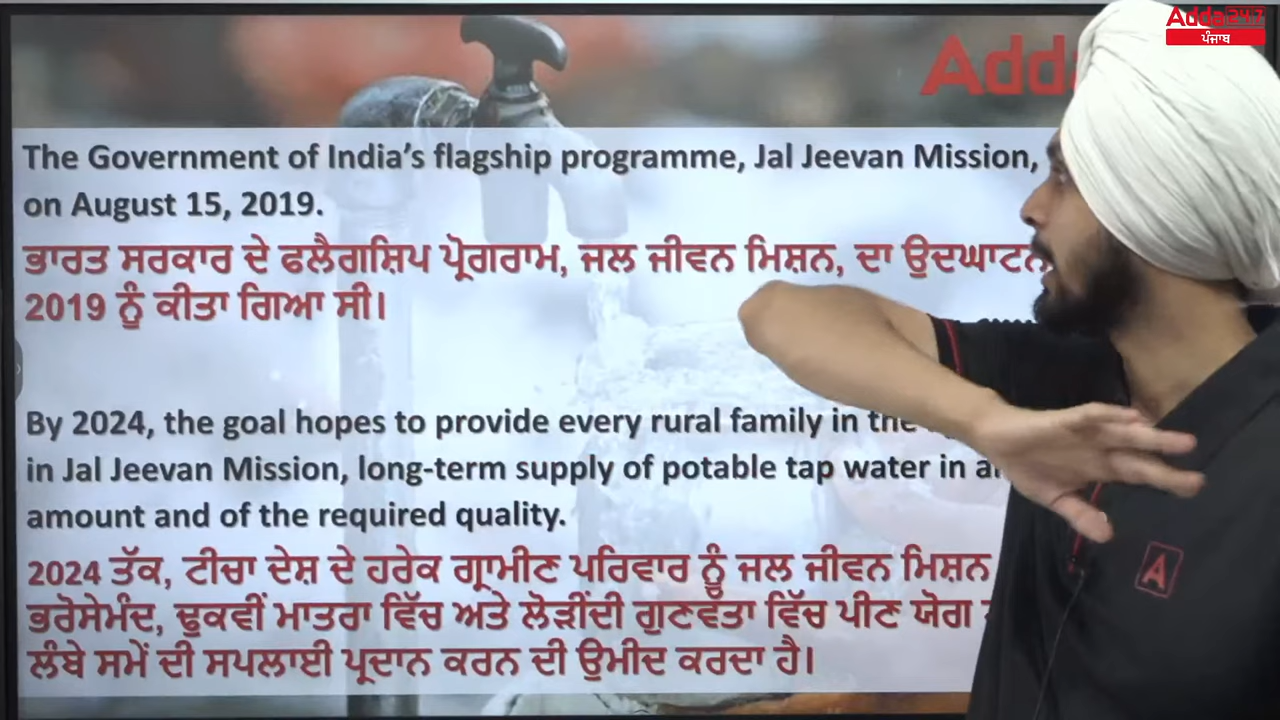 Adda247
ਪੰਜਾਬ
Adda
The Government of India's flagship programme, Jal Jeevan Mission,
on August 15, 2019.
ਭਾਰਤ ਸਰਕਾਰ ਦੇ ਫਲੈਗਸ਼ਿਪ ਪ੍ਰੋਗਰਾਮ, ਜਲ ਜੀਵਨ ਮਿਸ਼ਨ, ਦਾ ਉਦਘਾਟਨ
2019 ਨੂੰ ਕੀਤਾ ਗਿਆ ਸੀ।
By 2024, the goal hopes to provide every rural family in the
in Jal Jeevan Mission, long-term supply of potable tap water in
amount and of the required quality.
2024 ਤੱਕ, ਟੀਚਾ ਦੇਸ਼ ਦੇ ਹਰੇਕ ਗ੍ਰਾਮੀਣ ਪਰਿਵਾਰ ਨੂੰ ਜਲ ਜੀਵਨ ਮਿਸ਼ਨ
ਭਰੋਸੇਮੰਦ, ਢੁਕਵੀਂ ਮਾਤਰਾ ਵਿੱਚ ਅਤੇ ਲੋੜੀਂਦੀ ਗੁਣਵੱਤਾ ਵਿੱਚ ਪੀਣ ਯੋਗ
ਲੰਬੇ ਸਮੇਂ ਦੀ ਸਪਲਾਈ ਪ੍ਰਦਾਨ ਕਰਨ ਦੀ ਉਮੀਦ ਕਰਦਾ ਹੈ।
A